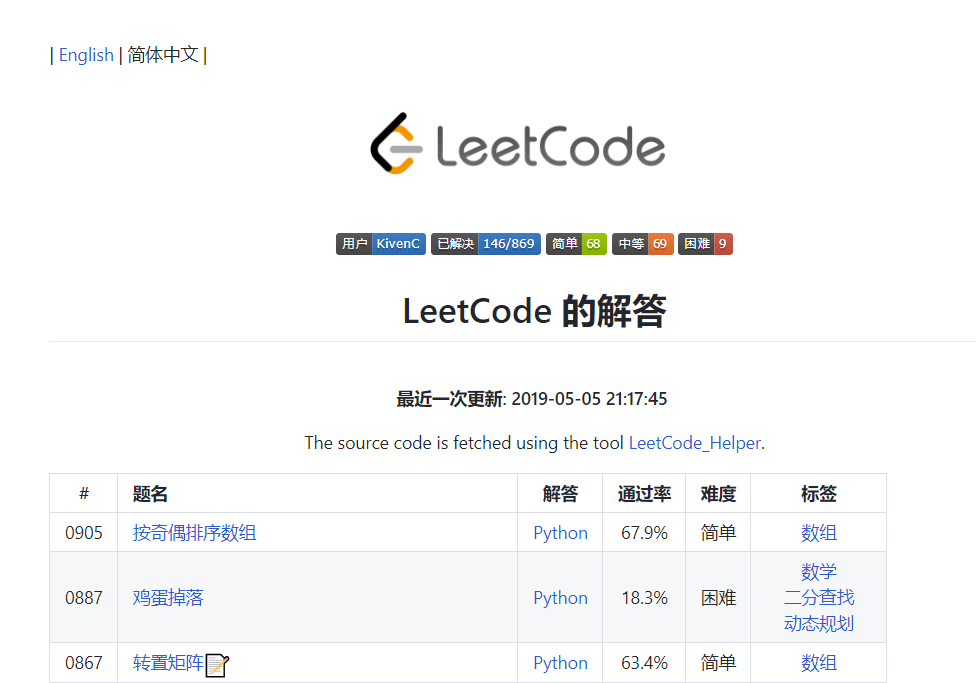 | English | 简体中文 |
LeetCode
用户 KivenC 已解决 146/869 简单 68 中等 69 困难 9
LeetCode 的解答
最近一次更新: 2019-05-05 21:17:45
The source code is fetched using the tool LeetCode_Helper.
# 题名 解答 通过率 难度 标签
0905 按奇偶排序数组 Python 67.9% 简单 数组
数学
0887 鸡蛋掉落 Python 18.3% 困难 二分查找
动态规划
0867 转置矩阵 Python 63.4% 简单 数组